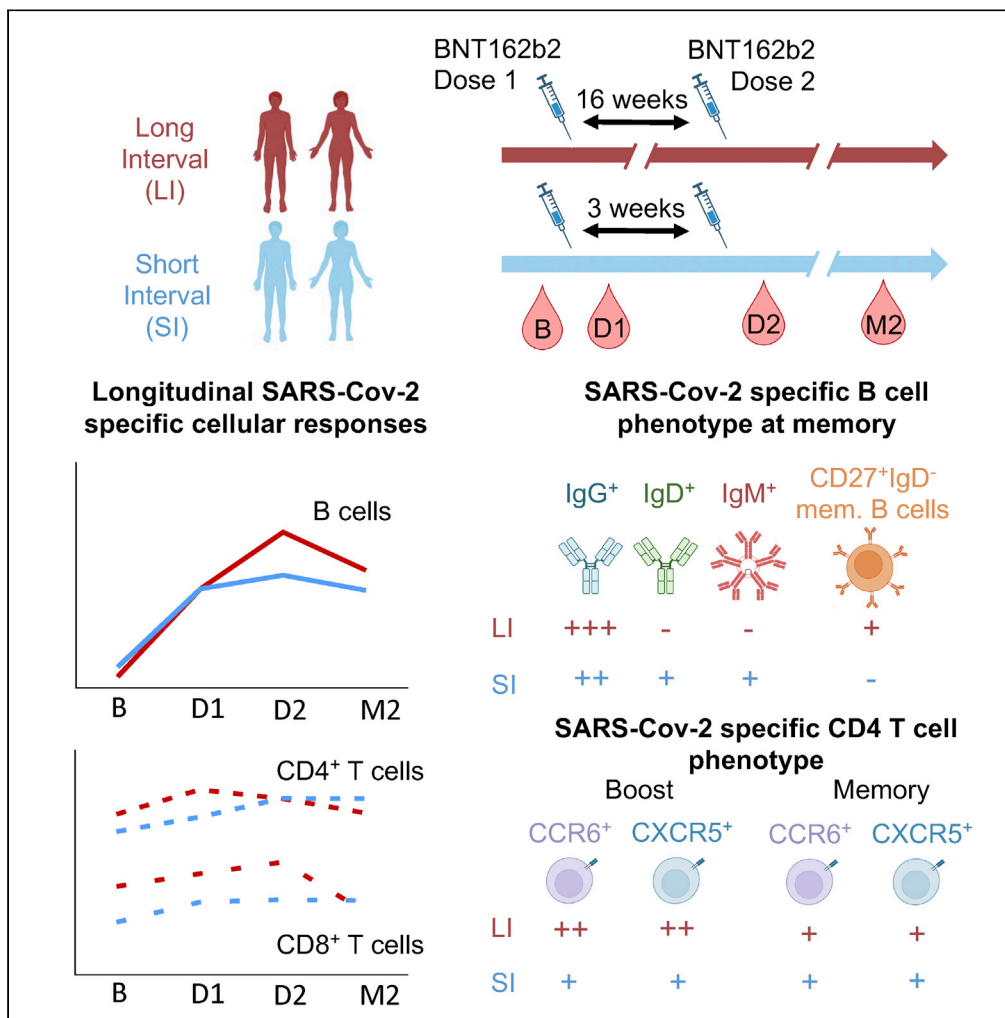 BNT162b2
Dose 1
BNT162b2
Dose 2
16 weeks
Long
Interval
(LI)
3 weeks
Short
Interval
(SI)
B
D1
D2
M2
Longitudinal SARS-Cov-2
specific cellular responses
B cells
B
D1
D2
M2
CD4⁺ T cells
CD8⁺ T cells
B
D1
D2
M2
SARS-Cov-2 specific B cell
phenotype at memory
IgG⁺
IgD⁺
IgM⁺
CD27⁺IgD⁻
mem. B cells
LI +++ - - +
SI ++ + + -
SARS-Cov-2 specific CD4 T cell
phenotype
Boost
Memory
CCR6⁺
CXCR5⁺
CCR6⁺
CXCR5⁺
LI ++ ++ + +
SI + + + +